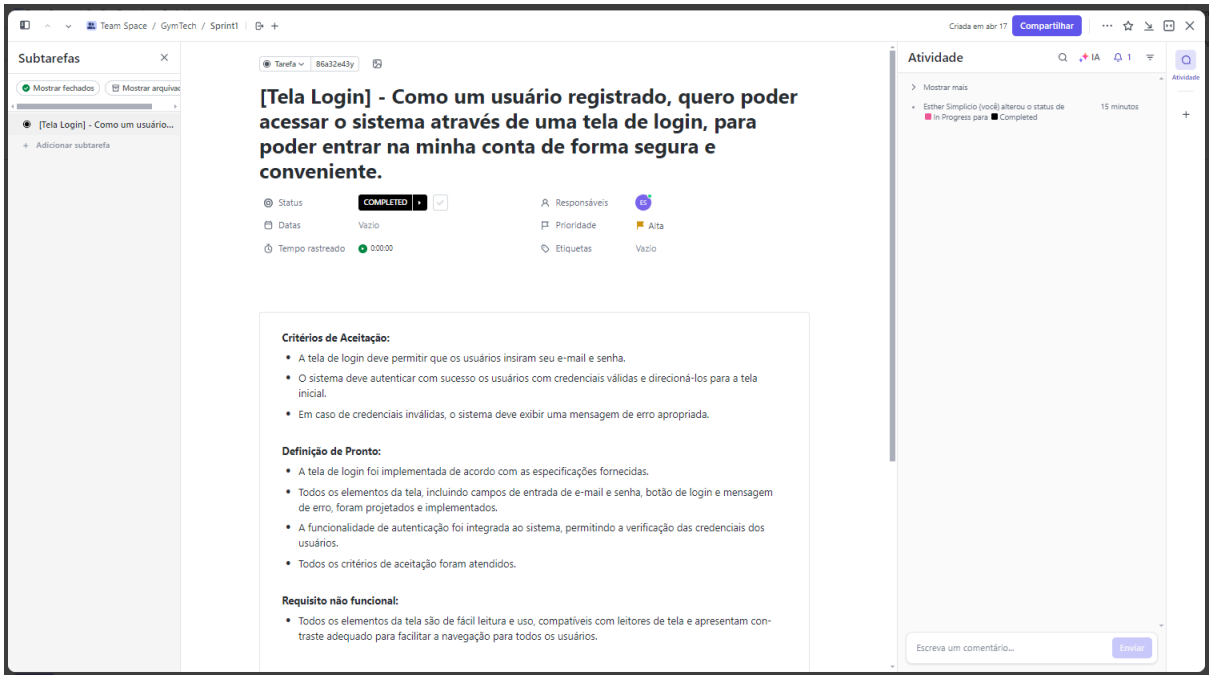 Team Space / GymTech / Sprint1
Criada em abr 17
Compartilhar
Subtarefas
Mostrar fechados
Mostrar arquivad
[Tela Login] - Como um usuário...
+ Adicionar subtarefa
Tarefa
86a32e43y
[Tela Login] - Como um usuário registrado, quero poder
acessar o sistema através de uma tela de login, para
poder entrar na minha conta de forma segura e
conveniente.
Status
COMPLETED
Responsáveis
ES
Datas
Vazio
Prioridade
Alta
Tempo rastreado
0:00:00
Etiquetas
Vazio
Critérios de Aceitação:
• A tela de login deve permitir que os usuários insiram seu e-mail e senha.
• O sistema deve autenticar com sucesso os usuários com credenciais válidas e direcioná-los para a tela
inicial.
• Em caso de credenciais inválidas, o sistema deve exibir uma mensagem de erro apropriada.
Definição de Pronto:
• A tela de login foi implementada de acordo com as especificações fornecidas.
• Todos os elementos da tela, incluindo campos de entrada de e-mail e senha, botão de login e mensagem
de erro, foram projetados e implementados.
• A funcionalidade de autenticação foi integrada ao sistema, permitindo a verificação das credenciais dos
usuários.
• Todos os critérios de aceitação foram atendidos.
Requisito não funcional:
• Todos os elementos da tela são de fácil leitura e uso, compatíveis com leitores de tela e apresentam con-
traste adequado para facilitar a navegação para todos os usuários.
Atividade
IA
1
Mostrar mais
• Esther Simplicio (você) alterou o status de
In Progress para Completed
15 minutos
Escreva um comentário...
Enviar
Atividade